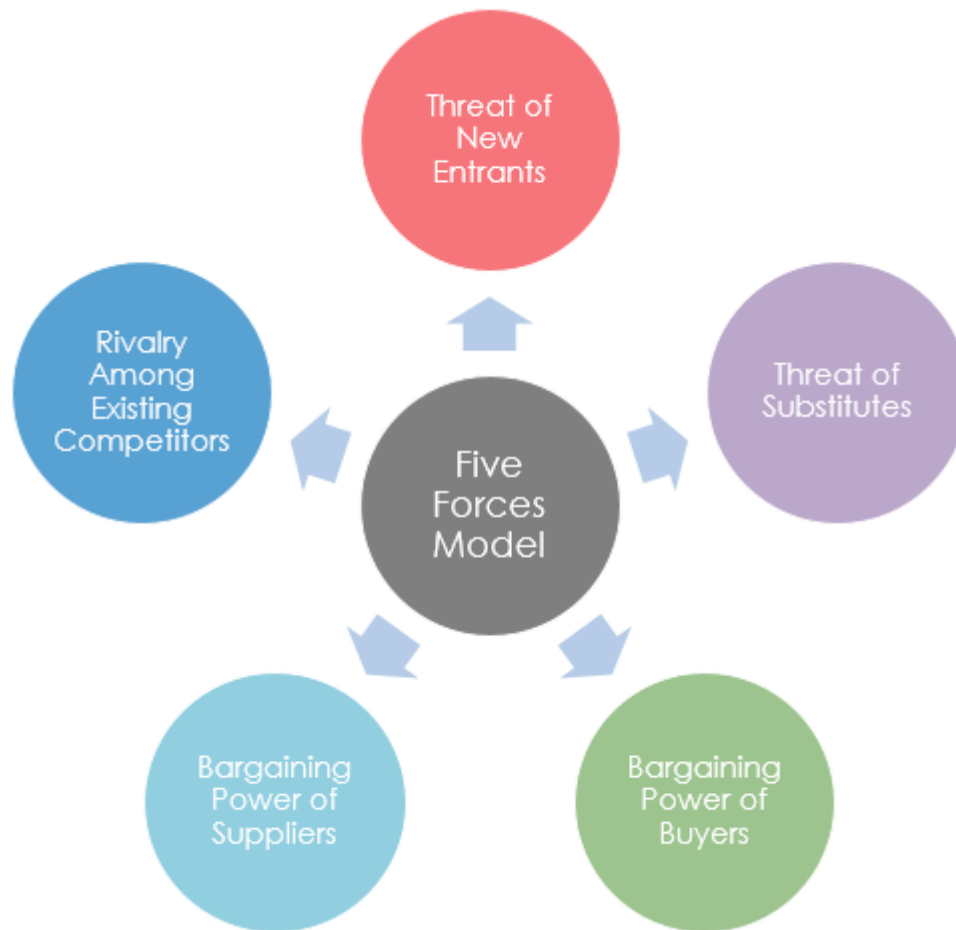 Threat of
New
Entrants
Rivalry
Among
Existing
Competitors
Threat of
Substitutes
Five
Forces
Model
Bargaining
Power of
Suppliers
Bargaining
Power of
Buyers